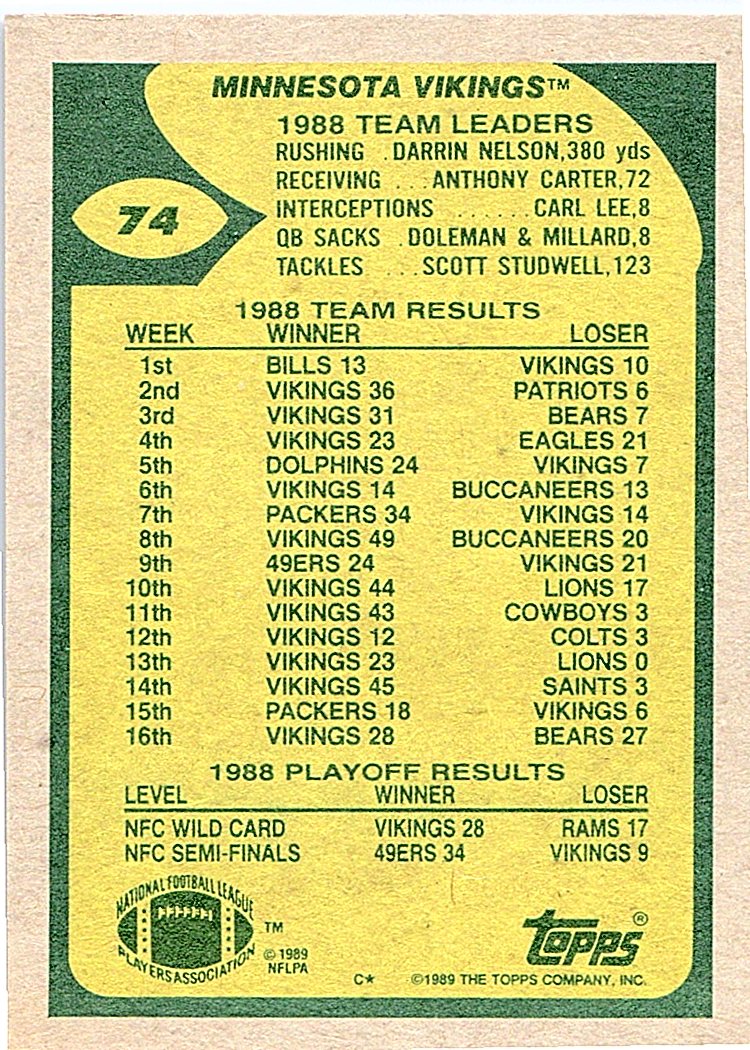 MINNESOTA VIKINGS™
1988 TEAM LEADERS
RUSHING .DARRIN NELSON,380 yds
RECEIVING ...ANTHONY CARTER,72
74
INTERCEPTIONS ......CARL LEE,8
QB SACKS .DOLEMAN & MILLARD,8
TACKLES ...SCOTT STUDWELL,123
1988 TEAM RESULTS
WEEK WINNER LOSER
1st BILLS 13 VIKINGS 10
2nd VIKINGS 36 PATRIOTS 6
3rd VIKINGS 31 BEARS 7
4th VIKINGS 23 EAGLES 21
5th DOLPHINS 24 VIKINGS 7
6th VIKINGS 14 BUCCANEERS 13
7th PACKERS 34 VIKINGS 14
8th VIKINGS 49 BUCCANEERS 20
9th 49ERS 24 VIKINGS 21
10th VIKINGS 44 LIONS 17
11th VIKINGS 43 COWBOYS 3
12th VIKINGS 12 COLTS 3
13th VIKINGS 23 LIONS 0
14th VIKINGS 45 SAINTS 3
15th PACKERS 18 VIKINGS 6
16th VIKINGS 28 BEARS 27
1988 PLAYOFF RESULTS
LEVEL WINNER LOSER
NFC WILD CARD VIKINGS 28 RAMS 17
NFC SEMI-FINALS 49ERS 34 VIKINGS 9
NATIONAL FOOTBALL LEAGUE
PLAYERS ASSOCIATION
TM
© 1989
NFLPA
TOPPS®
C★ ©1989 THE TOPPS COMPANY, INC.